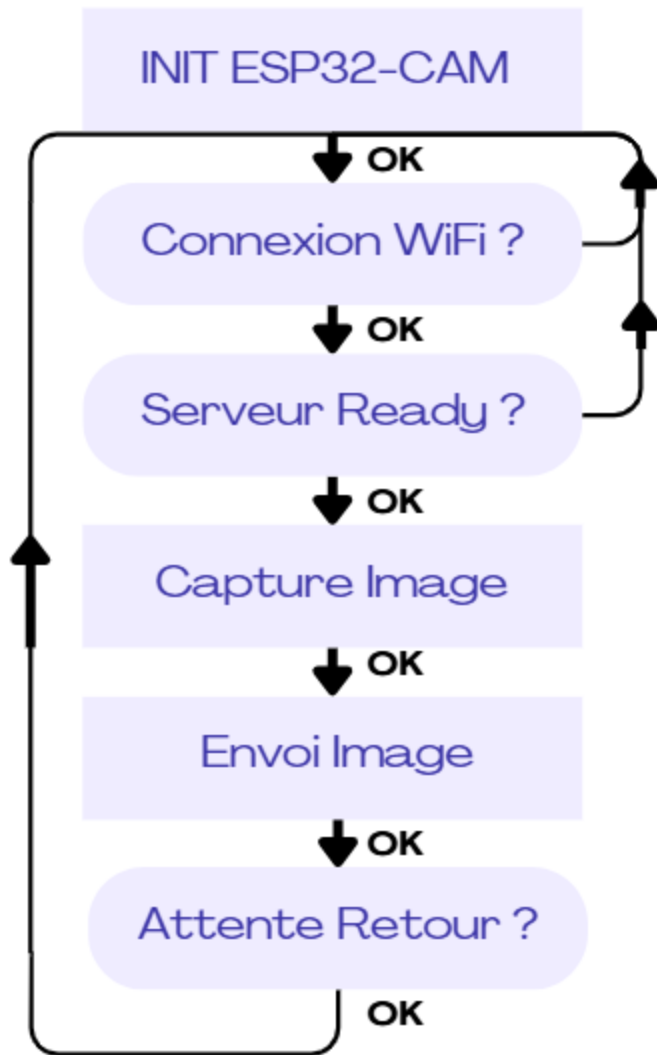 INIT ESP32-CAM
OK
Connexion WiFi ?
OK
Serveur Ready ?
OK
Capture Image
OK
Envoi Image
OK
Attente Retour ?
OK